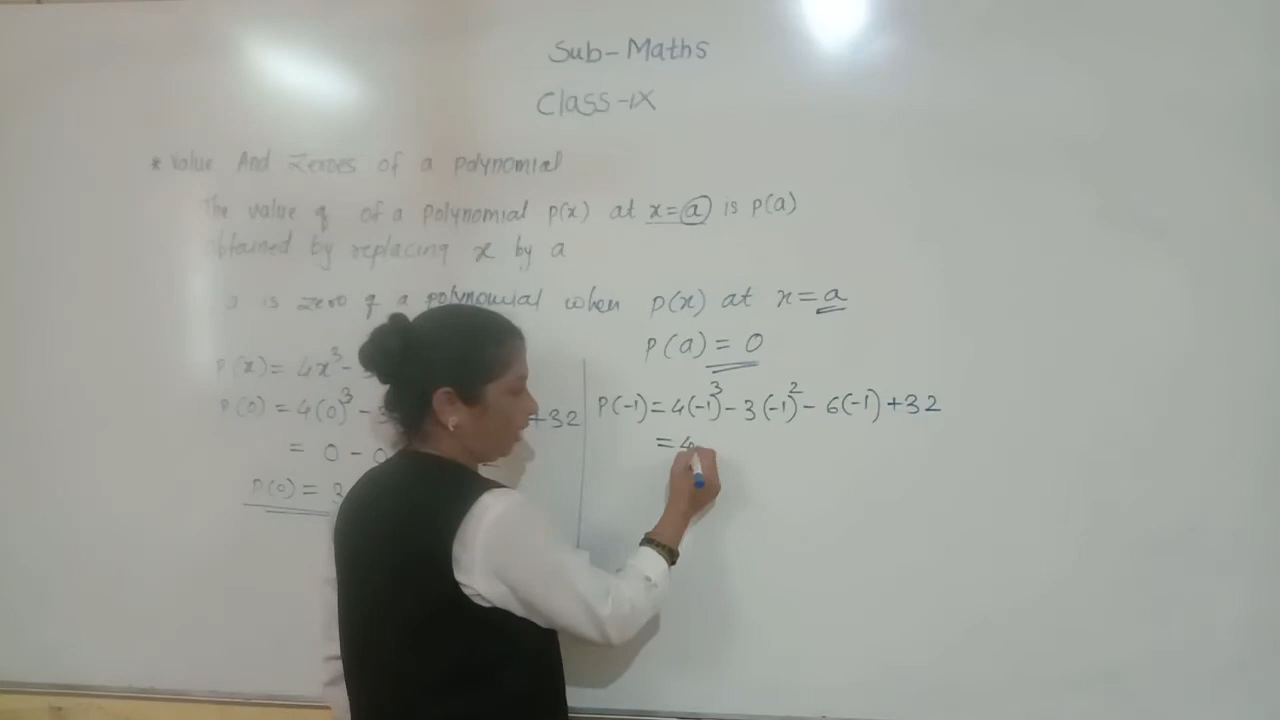 Sub-Maths
Class-IX
* Value And Zeroes of a polynomial
The value of of a polynomial p(x) at x=a is p(a)
obtained by replacing x by a
is zero of a polynomial when p(x) at x=a
p(a) = 0
P(x)= 4x³-
P(0) = 4(0)³ - 3 +32
= 0 - 0
P(0) = 3
P(-1) = 4(-1)³ - 3(-1)² - 6(-1) +32
= 4